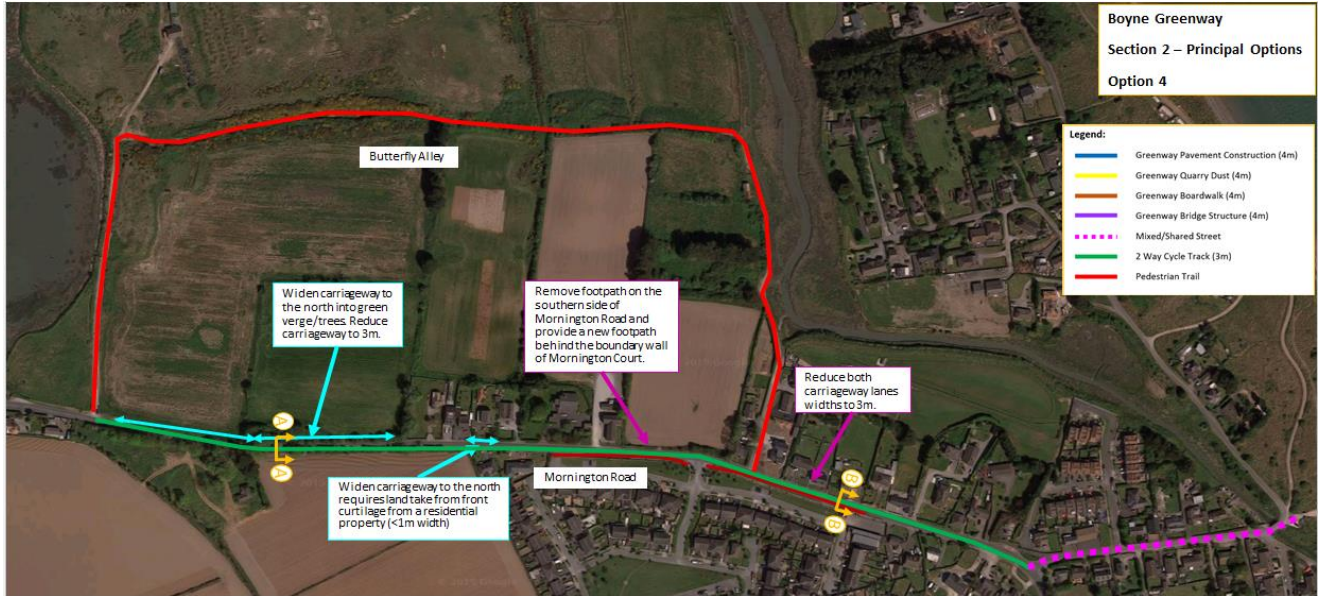 Boyne Greenway
Section 2 – Principal Options
Option 4
Legend:
Greenway Pavement Construction (4m)
Greenway Quarry Dust (4m)
Greenway Boardwalk (4m)
Greenway Bridge Structure (4m)
Mixed/Shared Street
2 Way Cycle Track (3m)
Pedestrian Trail
Butterfly Alley
Widen carriageway to
the north into green
verge/trees. Reduce
carriageway to 3m.
Remove footpath on the
southern side of
Mornington Road and
provide a new footpath
behind the boundary wall
of Mornington Court.
Reduce both
carriageway lanes
widths to 3m.
A
A
Widen carriageway to the north
requires land take from front
curtilage from a residential
property (<1m width)
Mornington Road
B
B